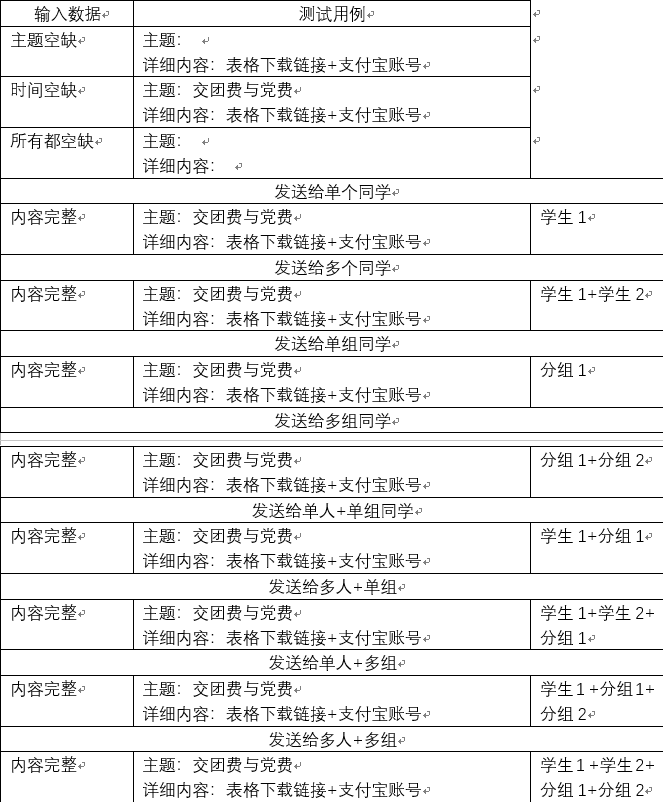 输入数据 测试用例
主题空缺 主题：
详细内容：表格下载链接+支付宝账号
时间空缺 主题：交团费与党费
详细内容：表格下载链接+支付宝账号
所有都空缺 主题：
详细内容：
发送给单个同学
内容完整 主题：交团费与党费 学生1
详细内容：表格下载链接+支付宝账号
发送给多个同学
内容完整 主题：交团费与党费 学生1+学生2
详细内容：表格下载链接+支付宝账号
发送给单组同学
内容完整 主题：交团费与党费 分组1
详细内容：表格下载链接+支付宝账号
发送给多组同学
内容完整 主题：交团费与党费 分组1+分组2
详细内容：表格下载链接+支付宝账号
发送给单人+单组同学
内容完整 主题：交团费与党费 学生1+分组1
详细内容：表格下载链接+支付宝账号
发送给多人+单组
内容完整 主题：交团费与党费 学生1+学生2+
详细内容：表格下载链接+支付宝账号 分组1
发送给单人+多组
内容完整 主题：交团费与党费 学生1+分组1+
详细内容：表格下载链接+支付宝账号 分组2
发送给多人+多组
内容完整 主题：交团费与党费 学生1+学生2+
详细内容：表格下载链接+支付宝账号 分组1+分组2